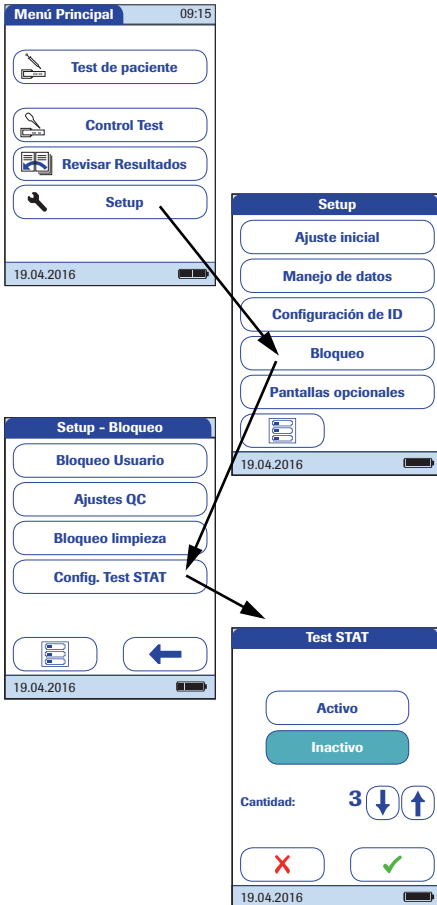 Menú Principal 09:15
Test de paciente
Control Test
Revisar Resultados
Setup
19.04.2016
Setup
Ajuste inicial
Manejo de datos
Configuración de ID
Bloqueo
Pantallas opcionales
19.04.2016
Setup - Bloqueo
Bloqueo Usuario
Ajustes QC
Bloqueo limpieza
Config. Test STAT
19.04.2016
Test STAT
Activo
Inactivo
Cantidad: 3
19.04.2016